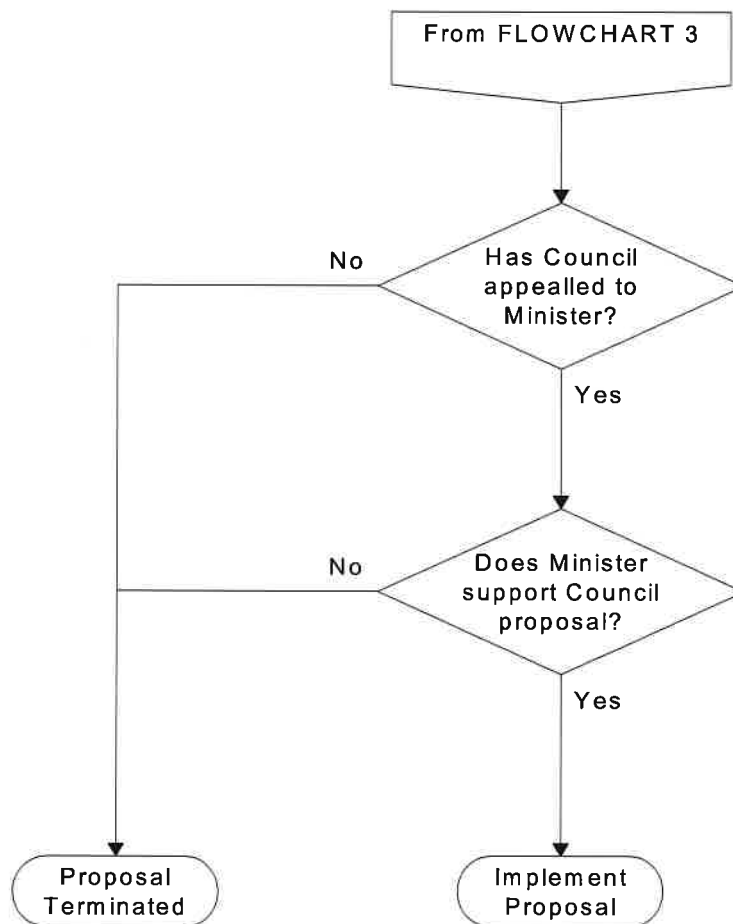 From FLOWCHART 3
No
Has Council
appealled to
Minister?
Yes
No
Does Minister
support Council
proposal?
Yes
Proposal
Terminated
Implement
Proposal